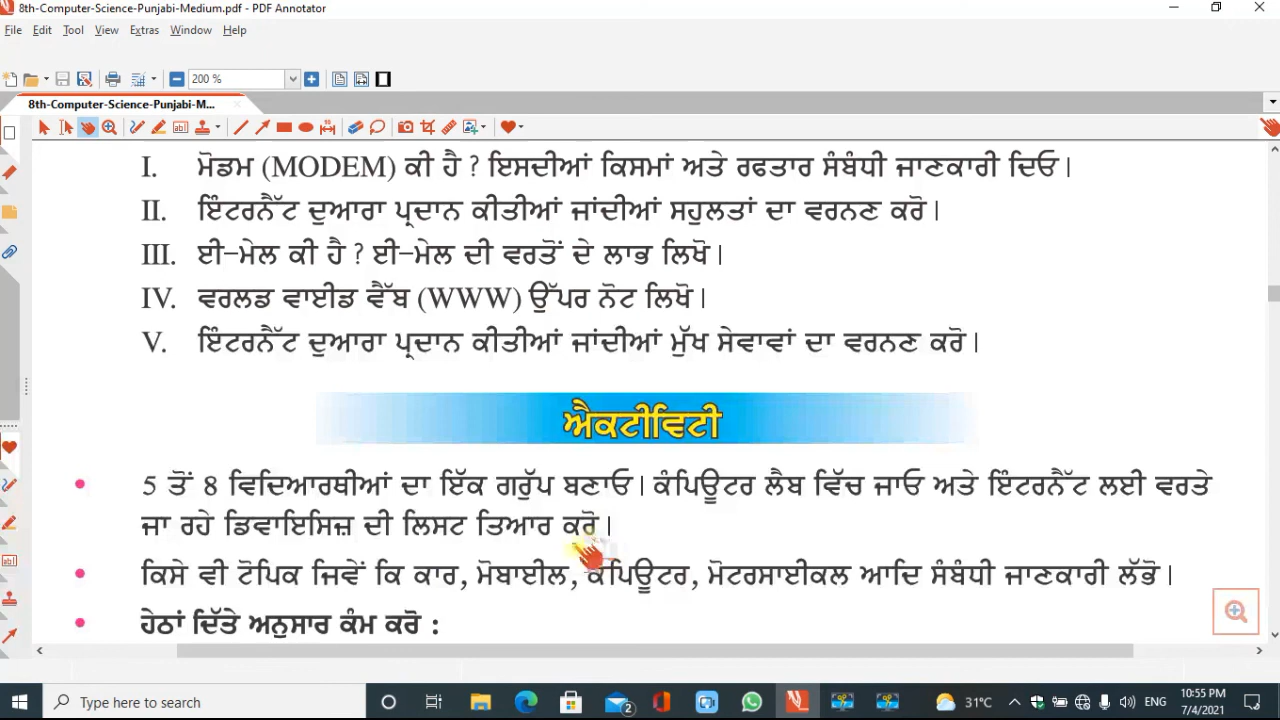 8th-Computer-Science-Punjabi-Medium.pdf - PDF Annotator
File Edit Tool View Extras Window Help
200 %
8th-Computer-Science-Punjabi-M...
I. ਮੋਡਮ (MODEM) ਕੀ ਹੈ ? ਇਸਦੀਆਂ ਕਿਸਮਾਂ ਅਤੇ ਰਫਤਾਰ ਸੰਬੰਧੀ ਜਾਣਕਾਰੀ ਦਿਓ।
II. ਇੰਟਰਨੈੱਟ ਦੁਆਰਾ ਪ੍ਰਦਾਨ ਕੀਤੀਆਂ ਜਾਂਦੀਆਂ ਸਹੂਲਤਾਂ ਦਾ ਵਰਨਣ ਕਰੋ।
III. ਈ-ਮੇਲ ਕੀ ਹੈ ? ਈ-ਮੇਲ ਦੀ ਵਰਤੋਂ ਦੇ ਲਾਭ ਲਿਖੋ।
IV. ਵਰਲਡ ਵਾਈਡ ਵੈੱਬ (WWW) ਉੱਪਰ ਨੋਟ ਲਿਖੋ।
V. ਇੰਟਰਨੈੱਟ ਦੁਆਰਾ ਪ੍ਰਦਾਨ ਕੀਤੀਆਂ ਜਾਂਦੀਆਂ ਮੁੱਖ ਸੇਵਾਵਾਂ ਦਾ ਵਰਨਣ ਕਰੋ।
ਐਕਟੀਵਿਟੀ
• 5 ਤੋਂ 8 ਵਿਦਿਆਰਥੀਆਂ ਦਾ ਇੱਕ ਗਰੁੱਪ ਬਣਾਓ। ਕੰਪਿਊਟਰ ਲੈਬ ਵਿੱਚ ਜਾਓ ਅਤੇ ਇੰਟਰਨੈੱਟ ਲਈ ਵਰਤੇ
ਜਾ ਰਹੇ ਡਿਵਾਇਸਿਜ਼ ਦੀ ਲਿਸਟ ਤਿਆਰ ਕਰੋ।
• ਕਿਸੇ ਵੀ ਟੋਪਿਕ ਜਿਵੇਂ ਕਿ ਕਾਰ, ਮੋਬਾਈਲ, ਕੰਪਿਊਟਰ, ਮੋਟਰਸਾਈਕਲ ਆਦਿ ਸੰਬੰਧੀ ਜਾਣਕਾਰੀ ਲੱਭੋ।
• ਹੇਠਾਂ ਦਿੱਤੇ ਅਨੁਸਾਰ ਕੰਮ ਕਰੋ :
Type here to search
2
31°C
ENG
10:55 PM
7/4/2021